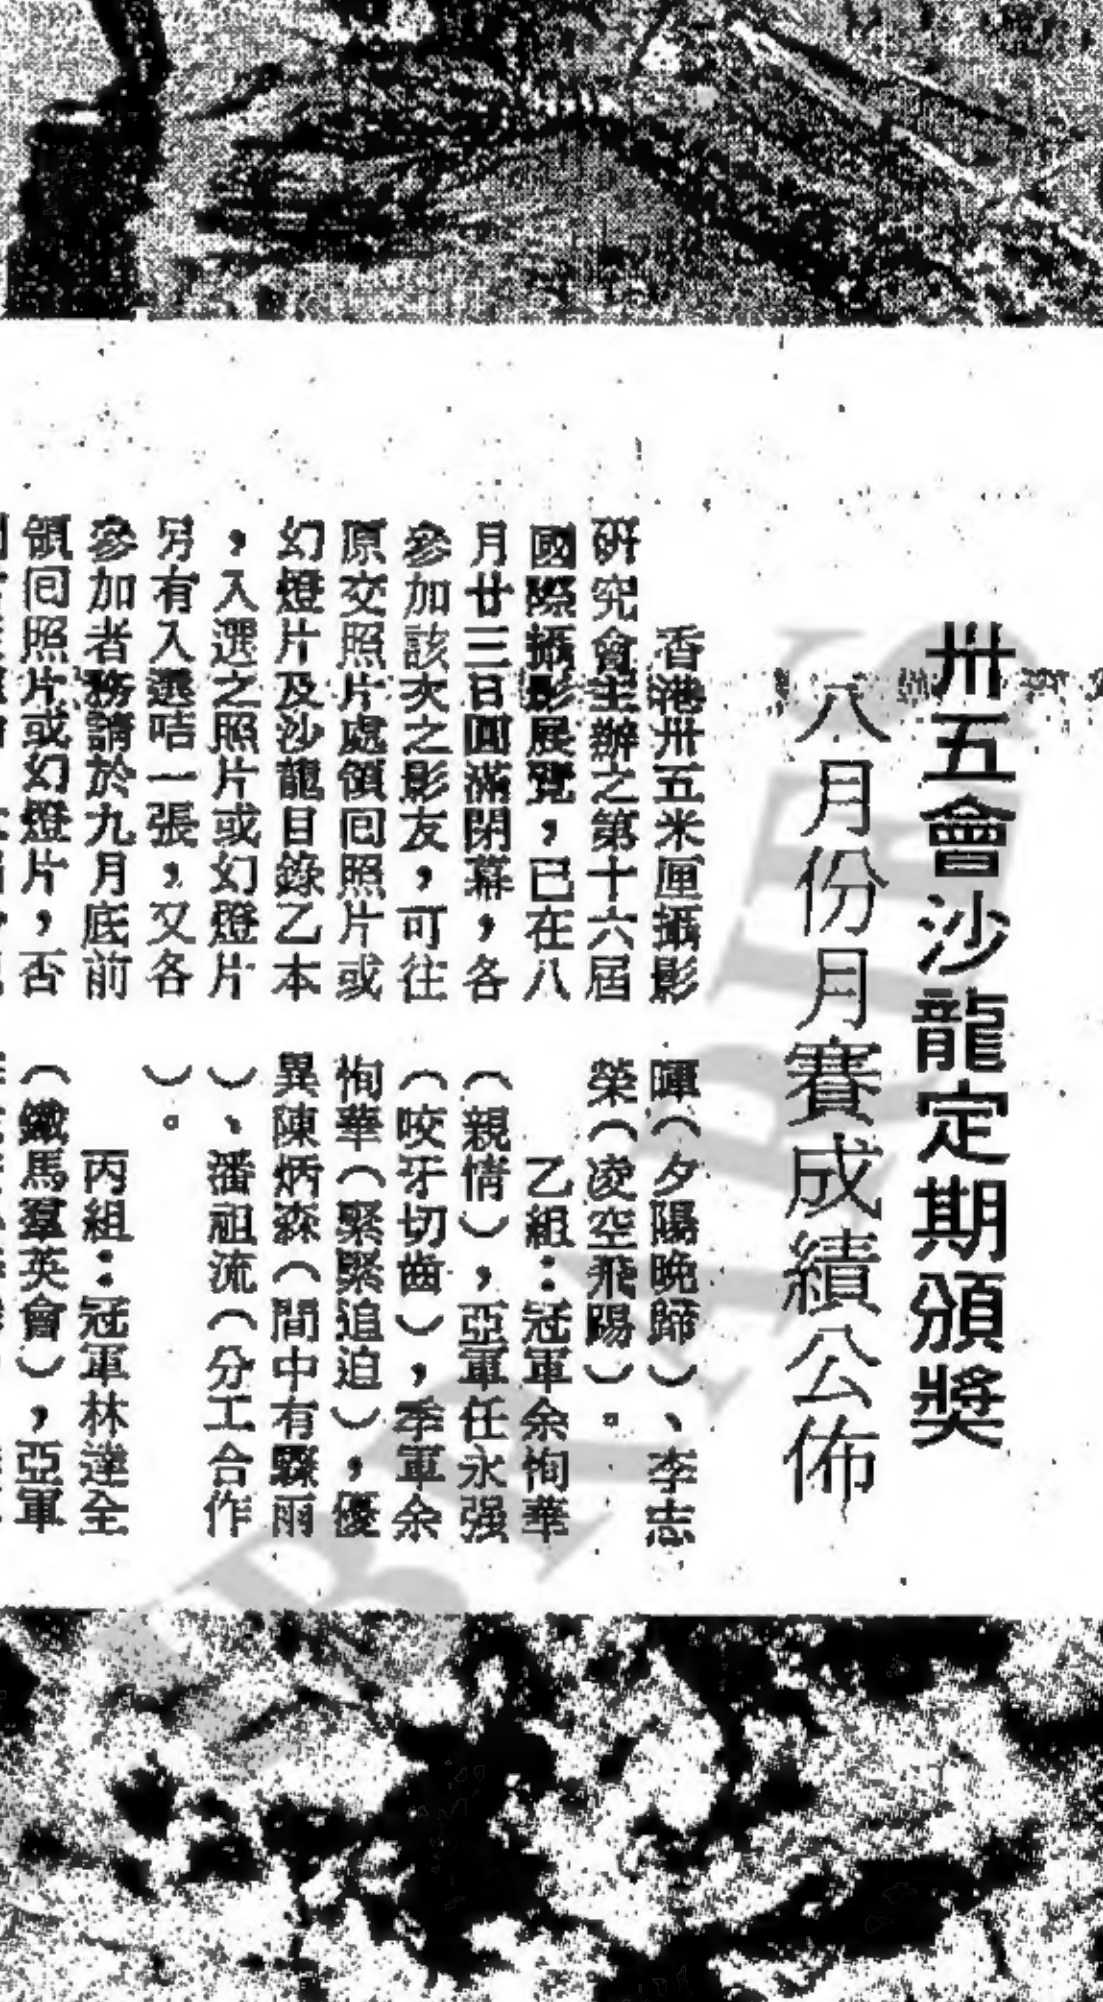 卅五會沙龍定期頒獎
八月份月賽成績公佈
香港卅五米厘攝影
研究會主辦之第十六屆
國際攝影展覽，已在八
月廿三日圓滿閉幕，各
參加該次之影友，可往
原交照片處領回照片或
幻燈片及沙龍目錄乙本
，入選之照片或幻燈片
另有入選咭一張，又各
參加者務請於九月底前
領回照片或幻燈片，否
暉（夕陽晚歸）、李志
榮（凌空飛陽）。
乙組：冠軍余恂華
（親情），亞軍任永强
（咬牙切齒），季軍余
恂華（緊緊追迫），優
異陳炳森（間中有驟雨
）、潘祖流（分工合作
）。
丙組：冠軍林達全
（鐵馬羣英會），亞軍